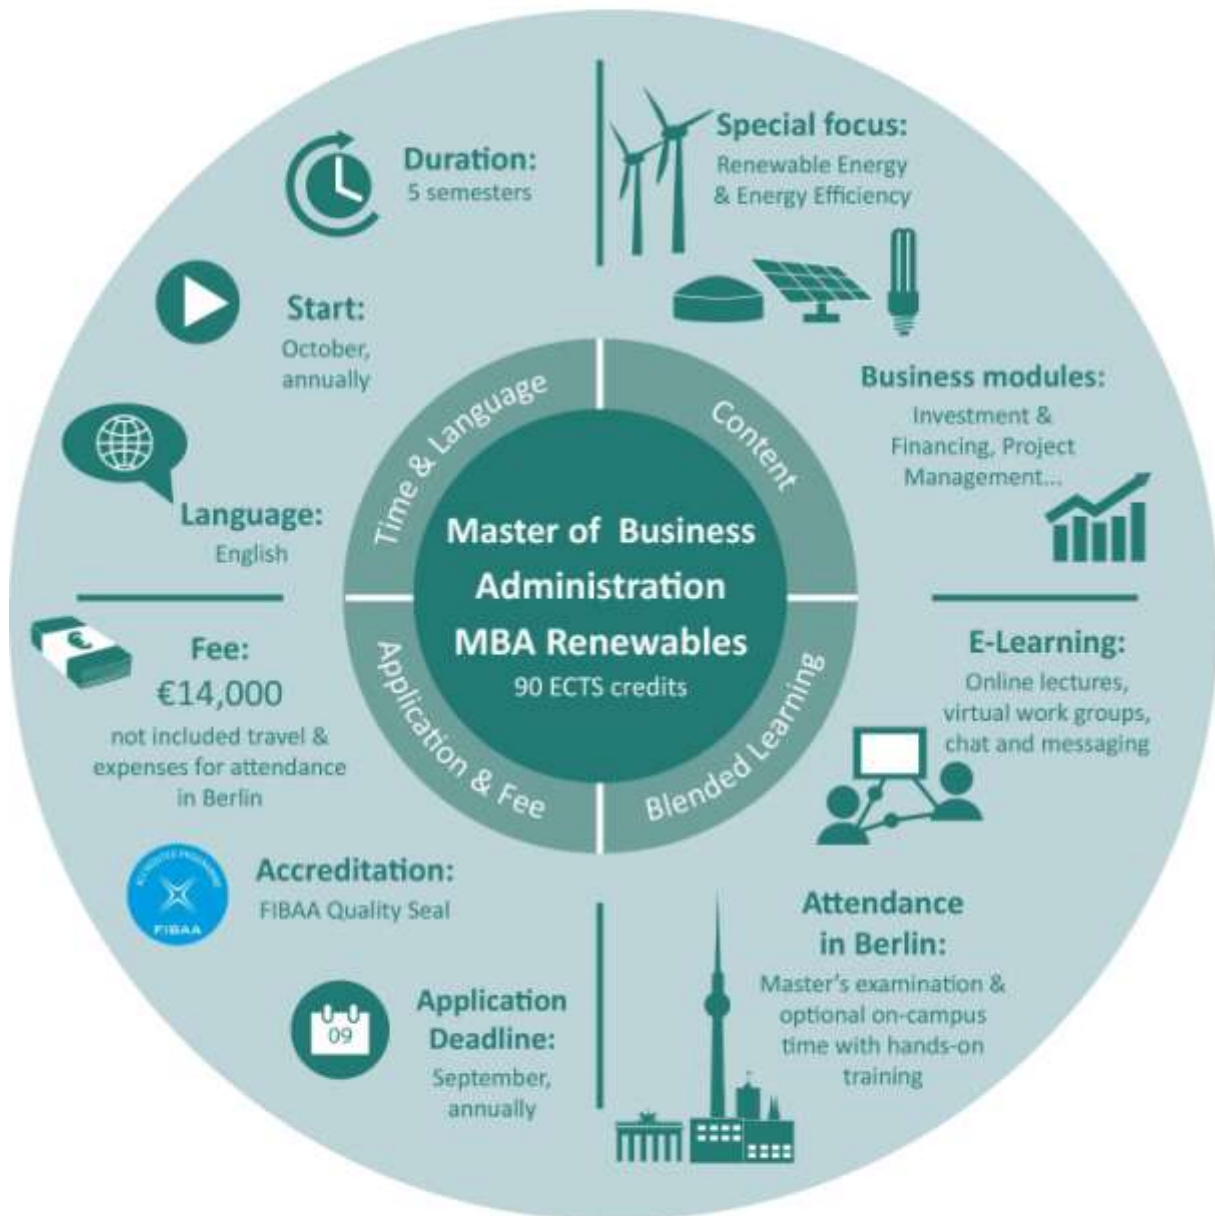 Duration:
5 semesters
Start:
October,
annually
Language:
English
Special focus:
Renewable Energy
& Energy Efficiency
Business modules:
Investment &
Financing, Project
Management...
Time & Language
Content
Master of Business
Administration
MBA Renewables
90 ECTS credits
Application & Fee
Blended Learning
€
Fee:
€14,000
not included travel &
expenses for attendance
in Berlin
ACCREDITED PROGRAMME
FIBAA
Accreditation:
FIBAA Quality Seal
09
Application
Deadline:
September,
annually
E-Learning:
Online lectures,
virtual work groups,
chat and messaging
Attendance
in Berlin:
Master's examination &
optional on-campus
time with hands-on
training